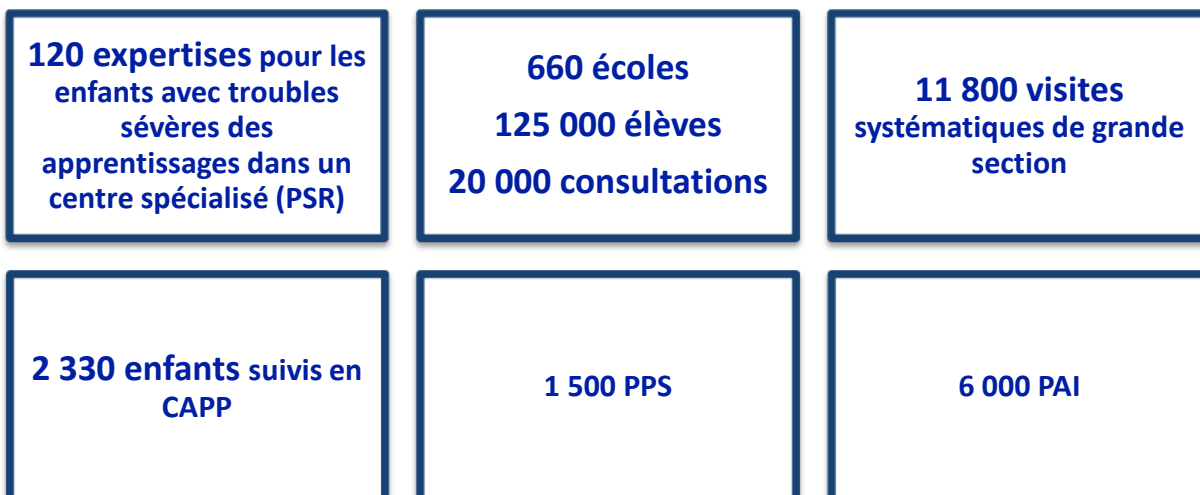 120 expertises pour les
enfants avec troubles
sévères des
apprentissages dans un
centre spécialisé (PSR)
660 écoles
125 000 élèves
20 000 consultations
11 800 visites
systématiques de grande
section
2 330 enfants suivis en
CAPP
1 500 PPS
6 000 PAI